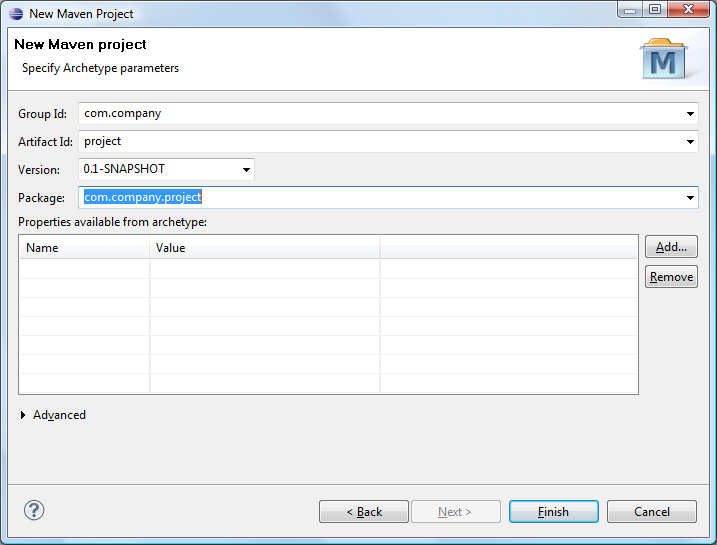 New Maven Project
New Maven project
Specify Archetype parameters
M
Group Id: com.company
Artifact Id: project
Version: 0.1-SNAPSHOT
Package: com.company.project
Properties available from archetype:
Name Value
Add...
Remove
Advanced
? < Back Next > Finish Cancel